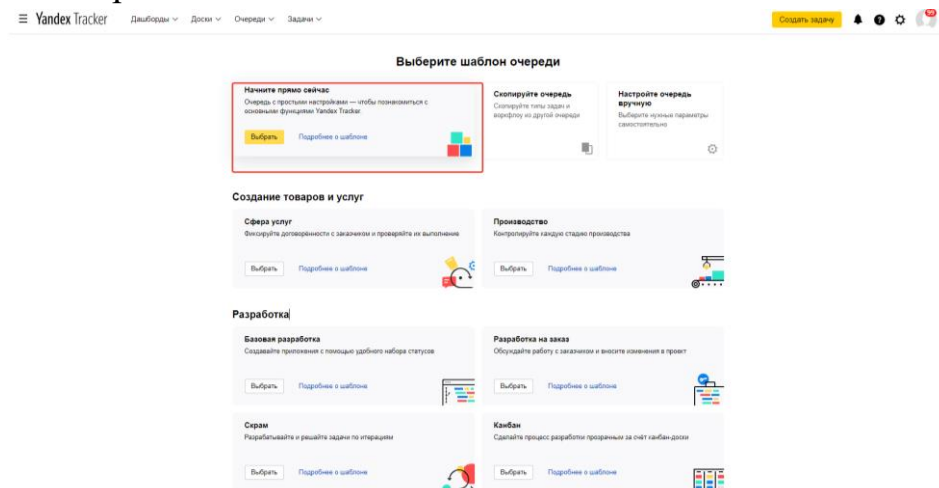 Yandex Tracker Дашборды Доски Очереди Задачи Создать задачу
Выберите шаблон очереди
Начните прямо сейчас
Очередь с простыми настройками — чтобы познакомиться с
основными функциями Yandex Tracker
Выбрать Подробнее о шаблоне
Скопируйте очередь
Скопируйте типы задач и
воркфлоу из другой очереди
Настройте очередь
вручную
Выберите нужные параметры
самостоятельно
Создание товаров и услуг
Сфера услуг
Фиксируйте договорённости с заказчиком и проверяйте их выполнение
Выбрать Подробнее о шаблоне
Производство
Контролируйте каждую стадию производства
Выбрать Подробнее о шаблоне
Разработка
Базовая разработка
Создавайте приложения с помощью удобного набора статусов
Выбрать Подробнее о шаблоне
Разработка на заказ
Обсуждайте работу с заказчиком и вносите изменения в проект
Выбрать Подробнее о шаблоне
Скрам
Разрабатывайте и решайте задачи по итерациям
Выбрать Подробнее о шаблоне
Канбан
Сделайте процесс разработки прозрачным за счёт канбан-доски
Выбрать Подробнее о шаблоне